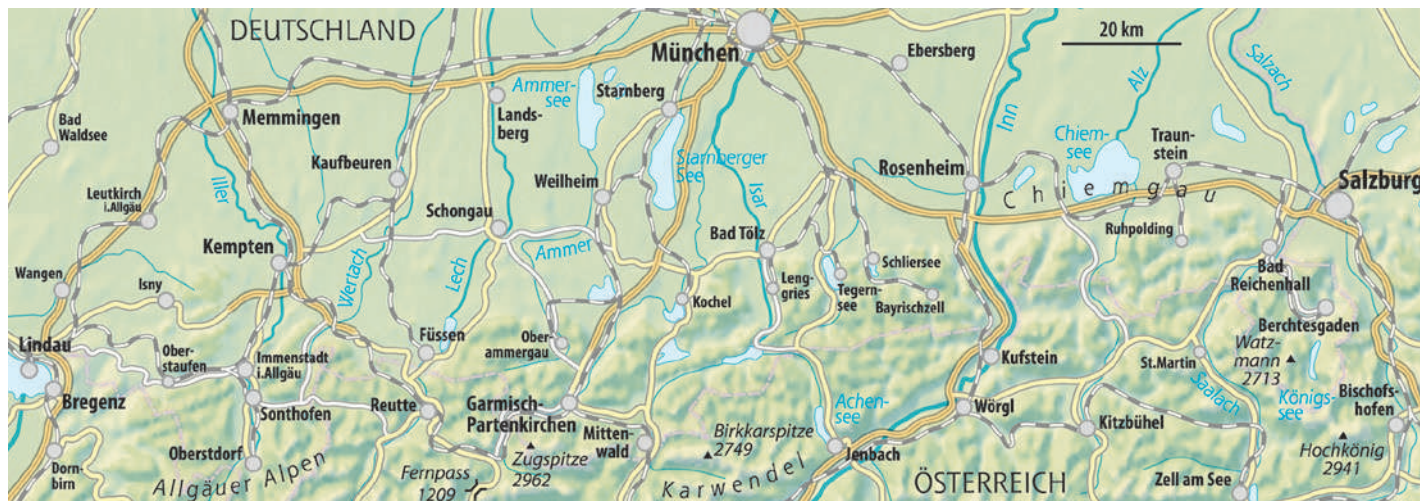 DEUTSCHLAND
München
Ebersberg
20 km
Alz
Salzach
Inn
Bad
Waldsee
Memmingen
Ammer-
see
Lands-
berg
Starnberg
Kaufbeuren
Starnberger
See
Weilheim
Isar
Rosenheim
Chiem-
see
Traun-
stein
Chiemgau
Salzburg
Leutkirch
i.Allgäu
Iller
Schongau
Kempten
Wertach
Lech
Ammer
Bad Tölz
Ruhpolding
Wangen
Isny
Kochel
Leng-
gries
Tegern-
see
Schliersee
Bayrischzell
Bad
Reichenhall
Berchtesgaden
Lindau
Ober-
staufen
Immenstadt
i.Allgäu
Füssen
Ober-
ammergau
Kufstein
St.Martin
Watz-
mann
2713
Bregenz
Sonthofen
Reutte
Garmisch-
Partenkirchen
Mitten-
wald
Achen-
see
Wörgl
Kitzbühel
Saalach
Königs-
see
Bischofs-
hofen
Birkkarspitze
2749
Jenbach
Dorn-
birn
Oberstdorf
Allgäuer Alpen
Fernpass
1209
Zugspitze
2962
Karwendel
ÖSTERREICH
Zell am See
Hochkönig
2941